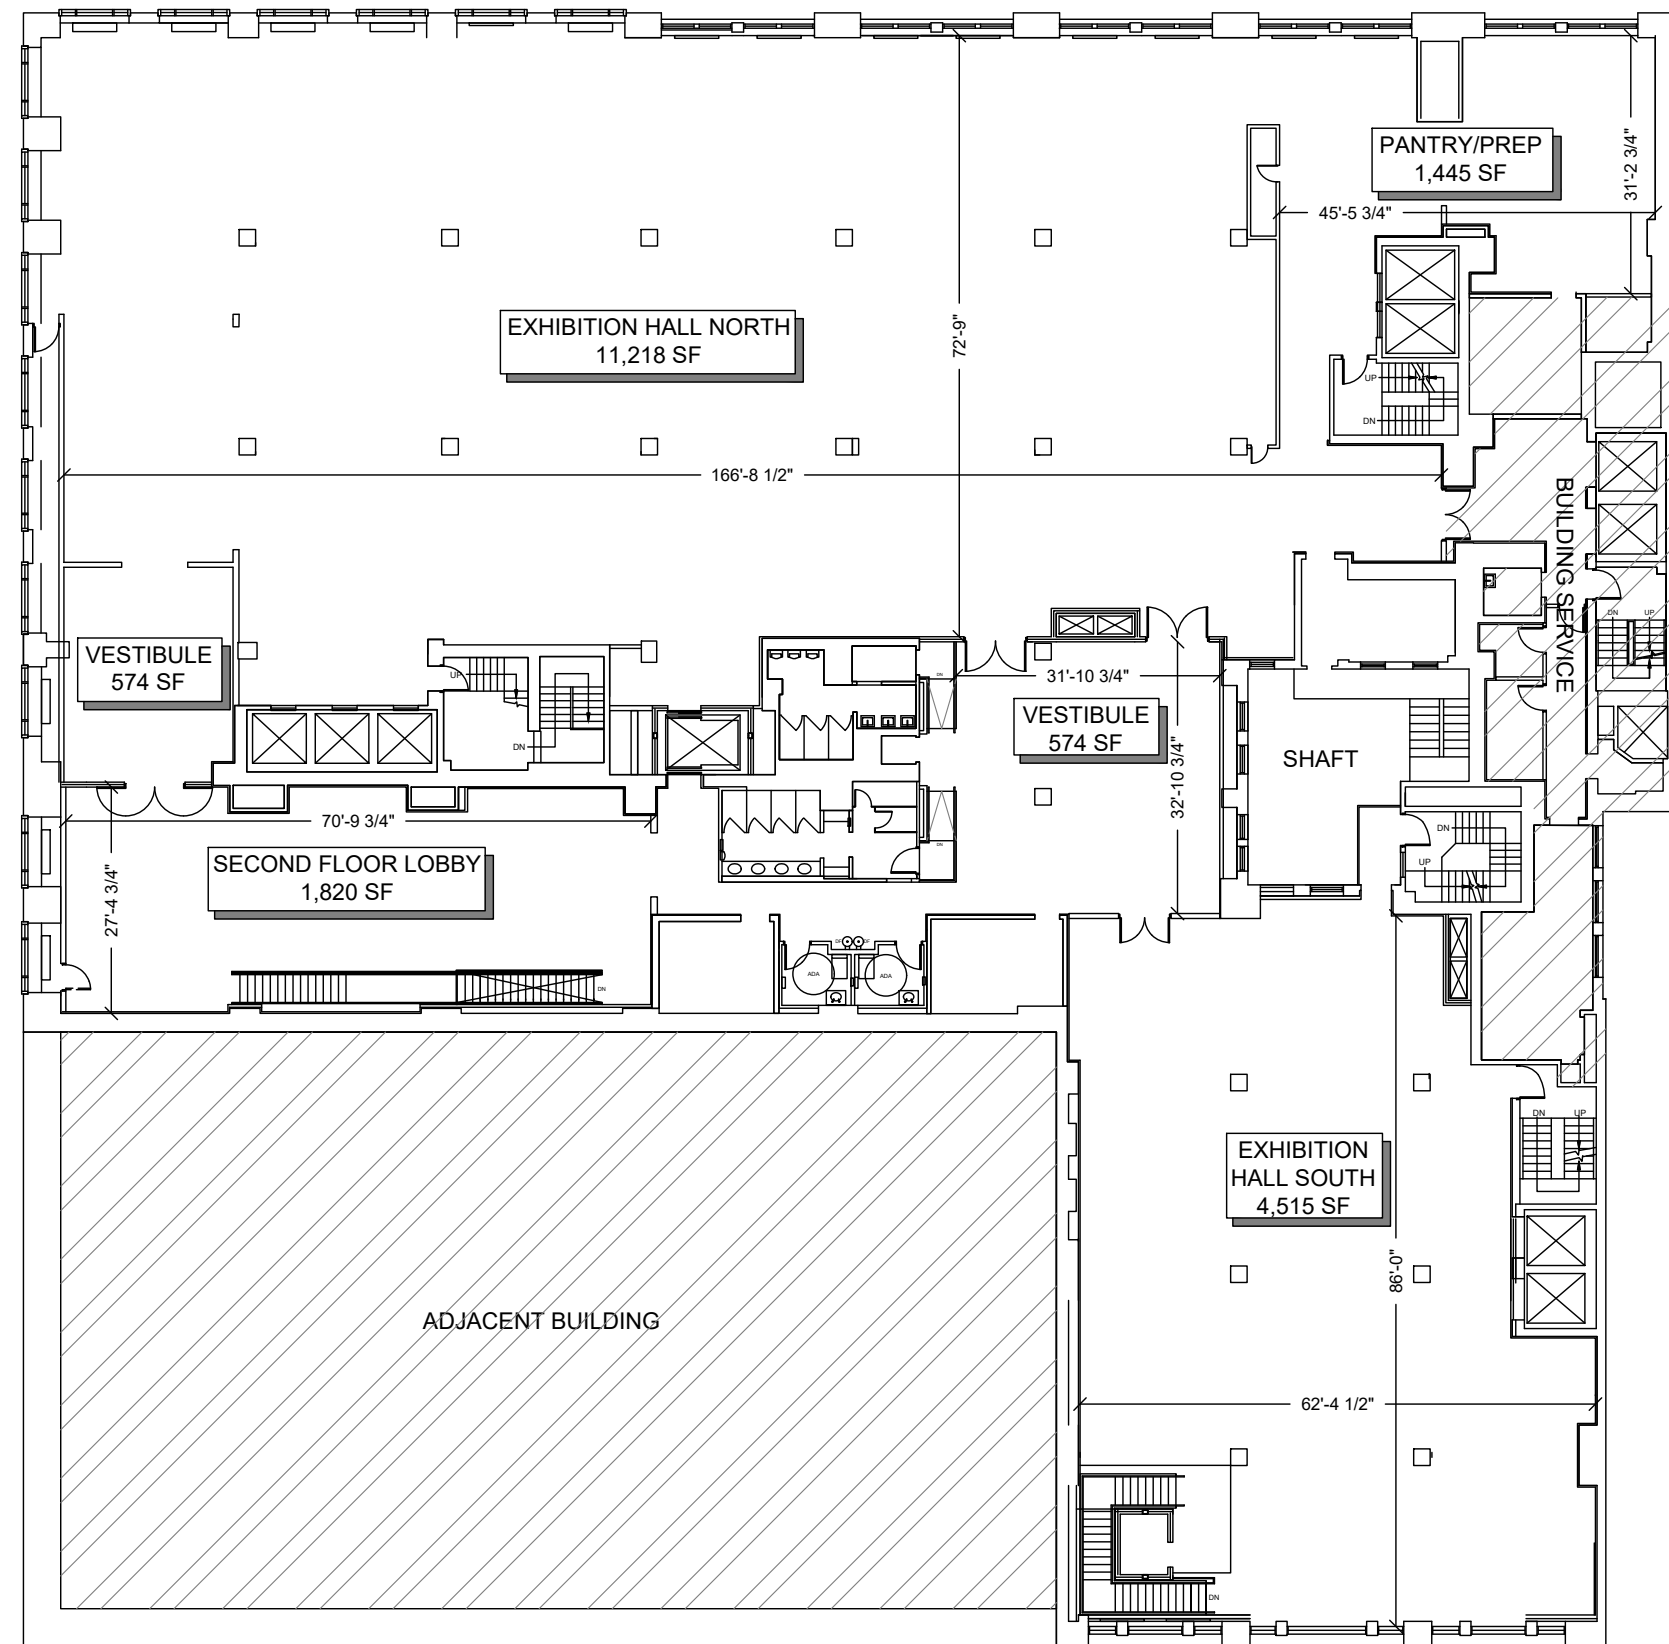 PANTRY/PREP
1,445 SF
31'-2 3/4"
45'-5 3/4"
EXHIBITION HALL NORTH
11,218 SF
72'-9"
UP
DN
166'-8 1/2"
BUILDING SERVICE
DN
UP
VESTIBULE
574 SF
UP
DN
DN
31'-10 3/4"
VESTIBULE
574 SF
32'-10 3/4"
SHAFT
70'-9 3/4"
SECOND FLOOR LOBBY
1,820 SF
27'-4 3/4"
DN
DN
UP
DF
DF
ADA
ADA
DN
DN
UP
EXHIBITION
HALL SOUTH
4,515 SF
86'-0"
ADJACENT BUILDING
62'-4 1/2"
DN